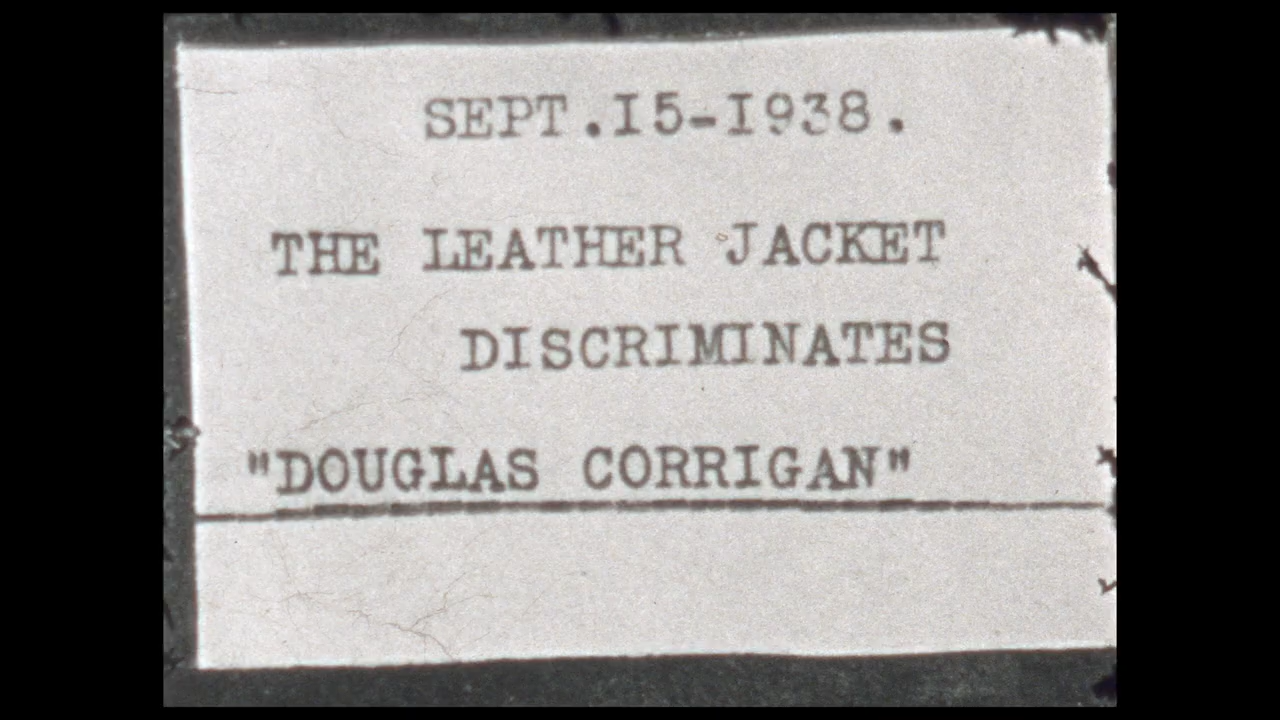 SEPT.15-1938.
THE LEATHER JACKET
DISCRIMINATES
"DOUGLAS CORRIGAN"